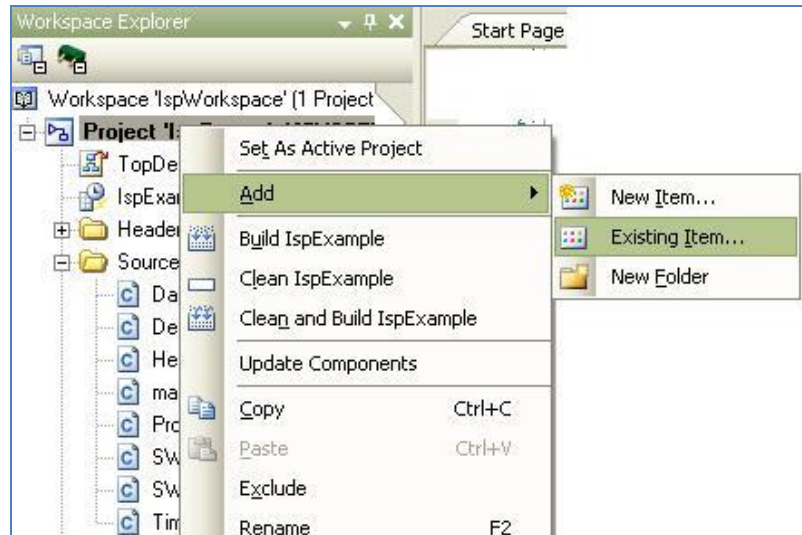 Workspace Explorer
Start Page
Workspace 'IspWorkspace' (1 Project
Project 'I
Set As Active Project
TopDe
IspExa
Add
New Item...
Header
Build IspExample
Existing Item...
Source
Clean IspExample
New Folder
Da
De
Clean and Build IspExample
He
Update Components
ma
Copy Ctrl+C
Pro
Paste Ctrl+V
SW
SW
Exclude
Tim
Rename F2